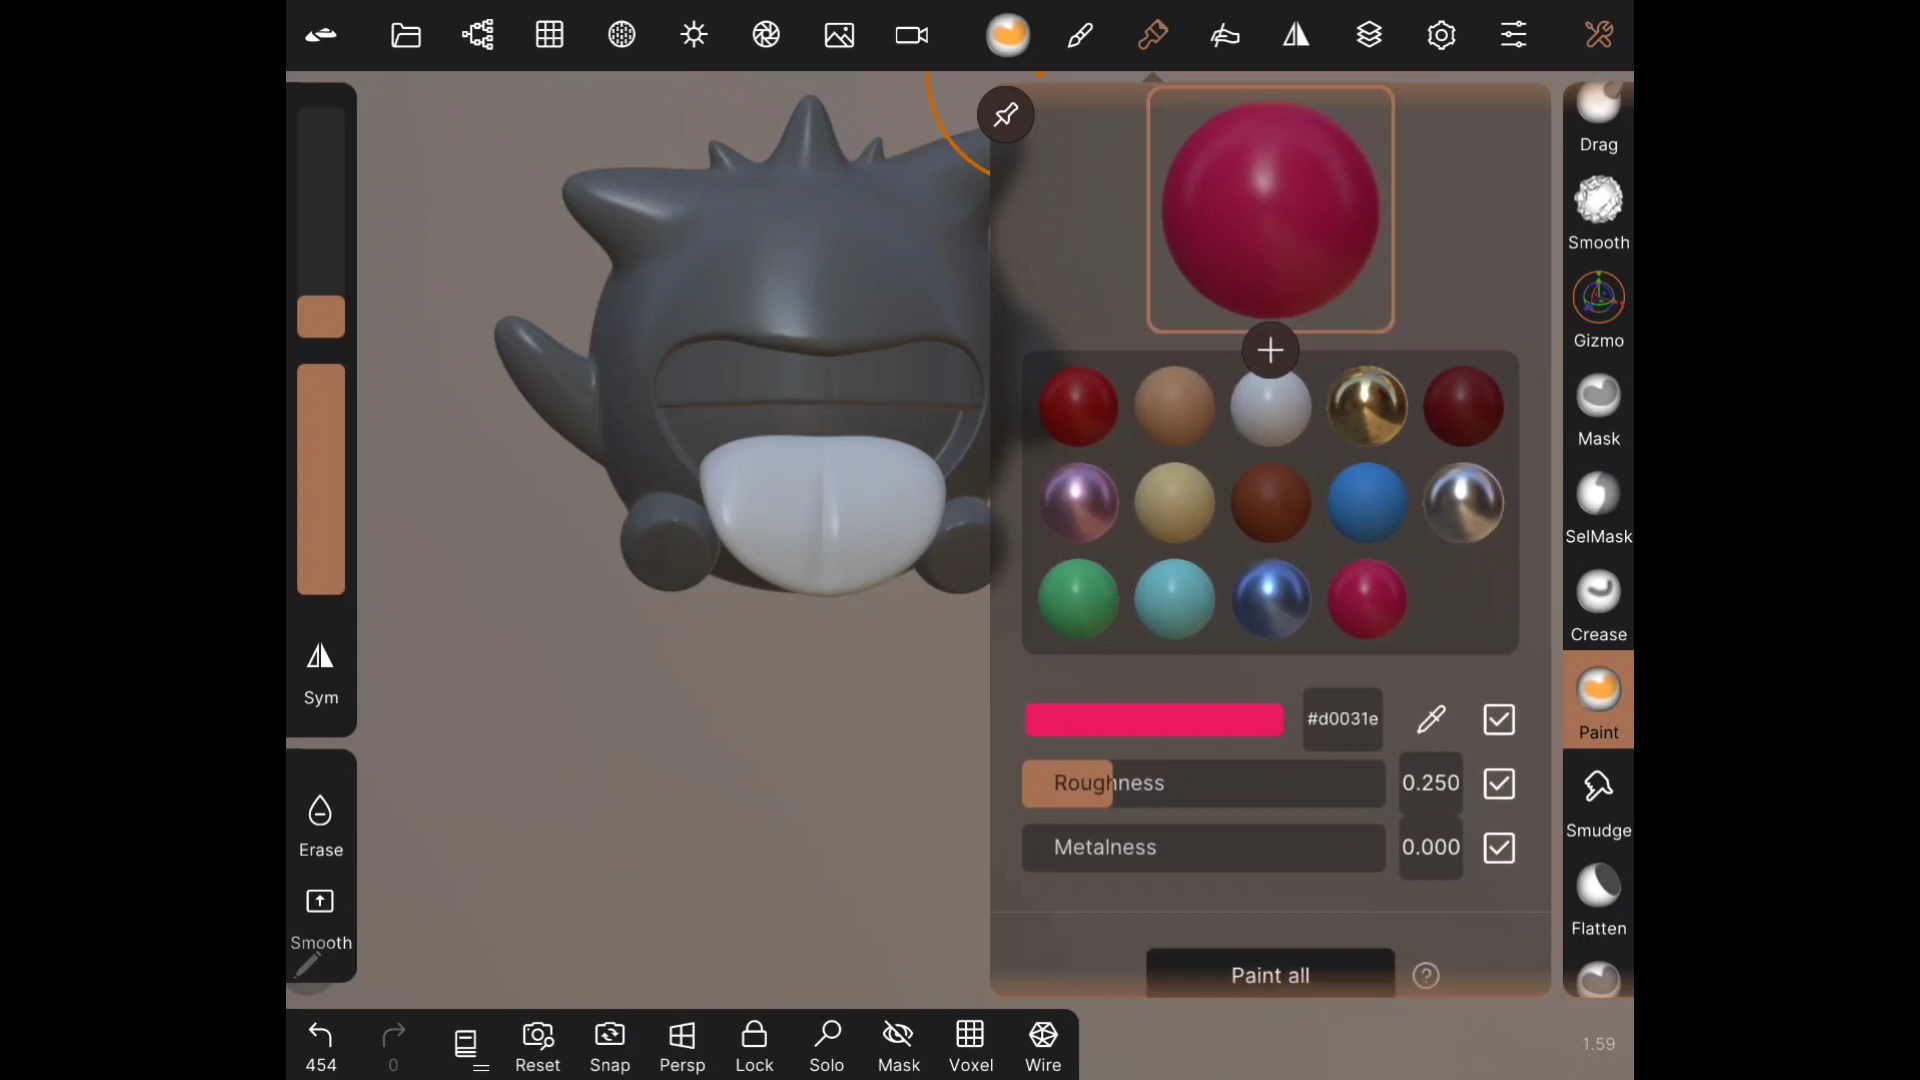 Sym
Erase
Smooth
Drag
Smooth
Gizmo
Mask
SelMask
Crease
Paint
Smudge
Flatten
#d0031e
Roughness 0.250
Metalness 0.000
Paint all ?
454 0 Reset Snap Persp Lock Solo Mask Voxel Wire
1.59